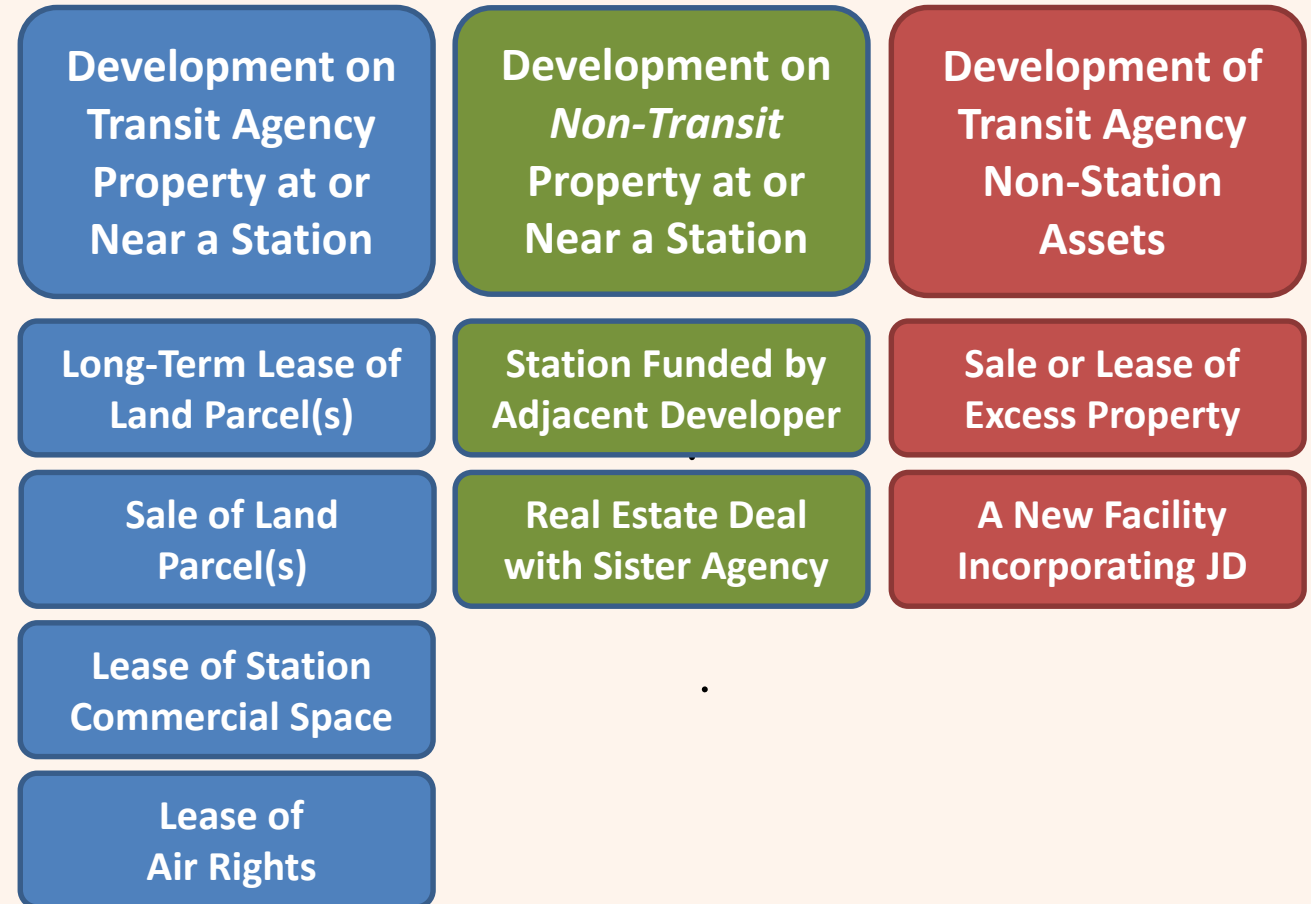 Development on
Transit Agency
Property at or
Near a Station
Long-Term Lease of
Land Parcel(s)
Sale of Land
Parcel(s)
Lease of Station
Commercial Space
Lease of
Air Rights
Development on
Non-Transit
Property at or
Near a Station
Station Funded by
Adjacent Developer
.
Real Estate Deal
with Sister Agency
.
Development of
Transit Agency
Non-Station
Assets
Sale or Lease of
Excess Property
A New Facility
Incorporating JD